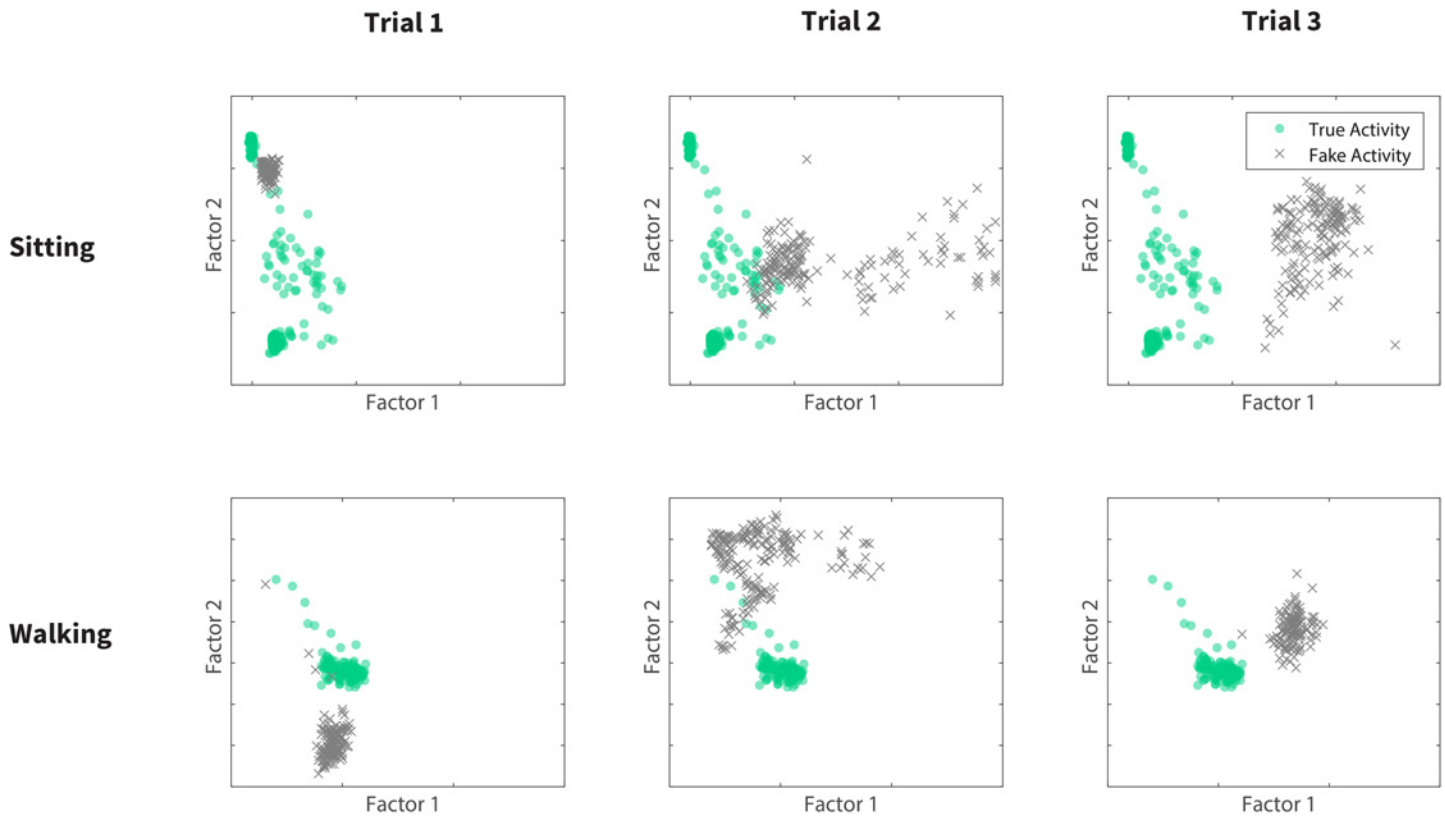 Trial 1
Trial 2
Trial 3
Sitting
Factor 2
Factor 1
Factor 2
Factor 1
Factor 2
Factor 1
True Activity
Fake Activity
Walking
Factor 2
Factor 1
Factor 2
Factor 1
Factor 2
Factor 1